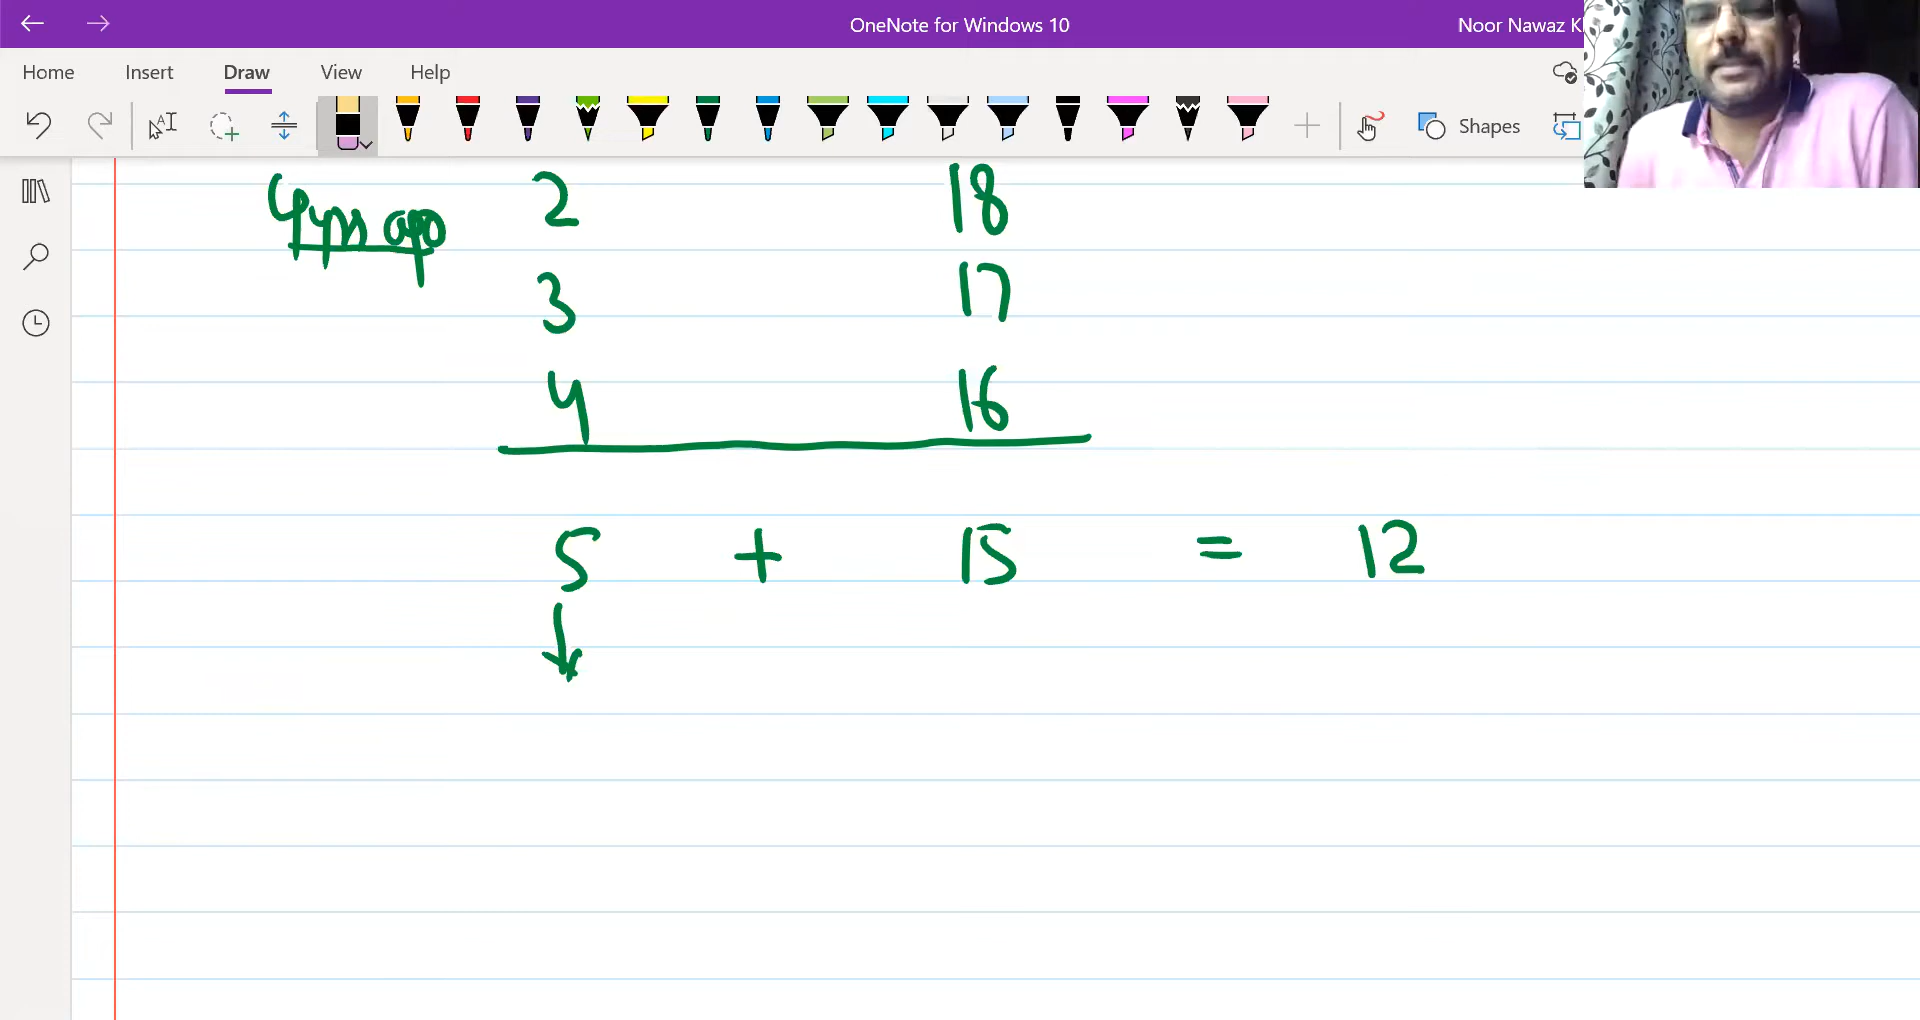 OneNote for Windows 10
Noor Nawaz K
Home Insert Draw View Help
Shapes
4yrs ago 2 18
3 17
4 16
5 + 15 = 12